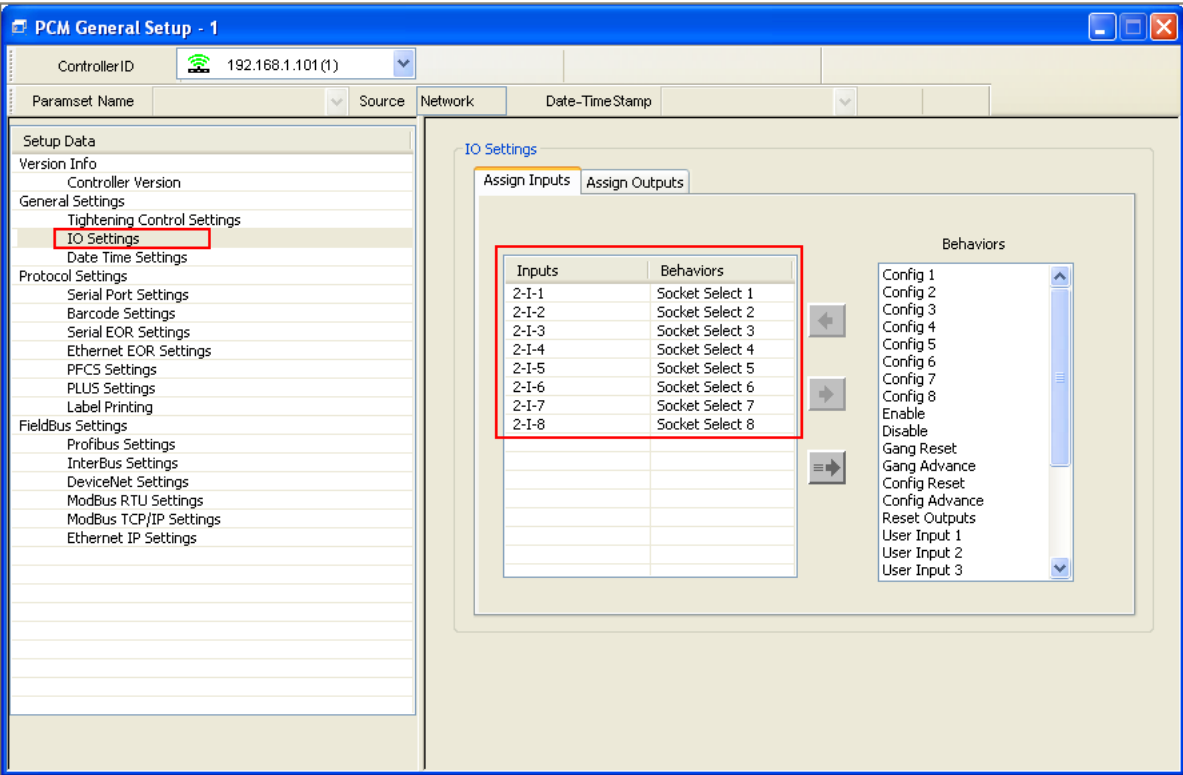 PCM General Setup - 1
ControllerID 192.168.1.101(1)
Paramset Name Source Network Date-TimeStamp
Setup Data
Version Info
Controller Version
General Settings
Tightening Control Settings
IO Settings
Date Time Settings
Protocol Settings
Serial Port Settings
Barcode Settings
Serial EOR Settings
Ethernet EOR Settings
PFCS Settings
PLUS Settings
Label Printing
FieldBus Settings
Profibus Settings
InterBus Settings
DeviceNet Settings
ModBus RTU Settings
ModBus TCP/IP Settings
Ethernet IP Settings
IO Settings
Assign Inputs Assign Outputs
Inputs Behaviors
2-I-1 Socket Select 1
2-I-2 Socket Select 2
2-I-3 Socket Select 3
2-I-4 Socket Select 4
2-I-5 Socket Select 5
2-I-6 Socket Select 6
2-I-7 Socket Select 7
2-I-8 Socket Select 8
Behaviors
Config 1
Config 2
Config 3
Config 4
Config 5
Config 6
Config 7
Config 8
Enable
Disable
Gang Reset
Gang Advance
Config Reset
Config Advance
Reset Outputs
User Input 1
User Input 2
User Input 3